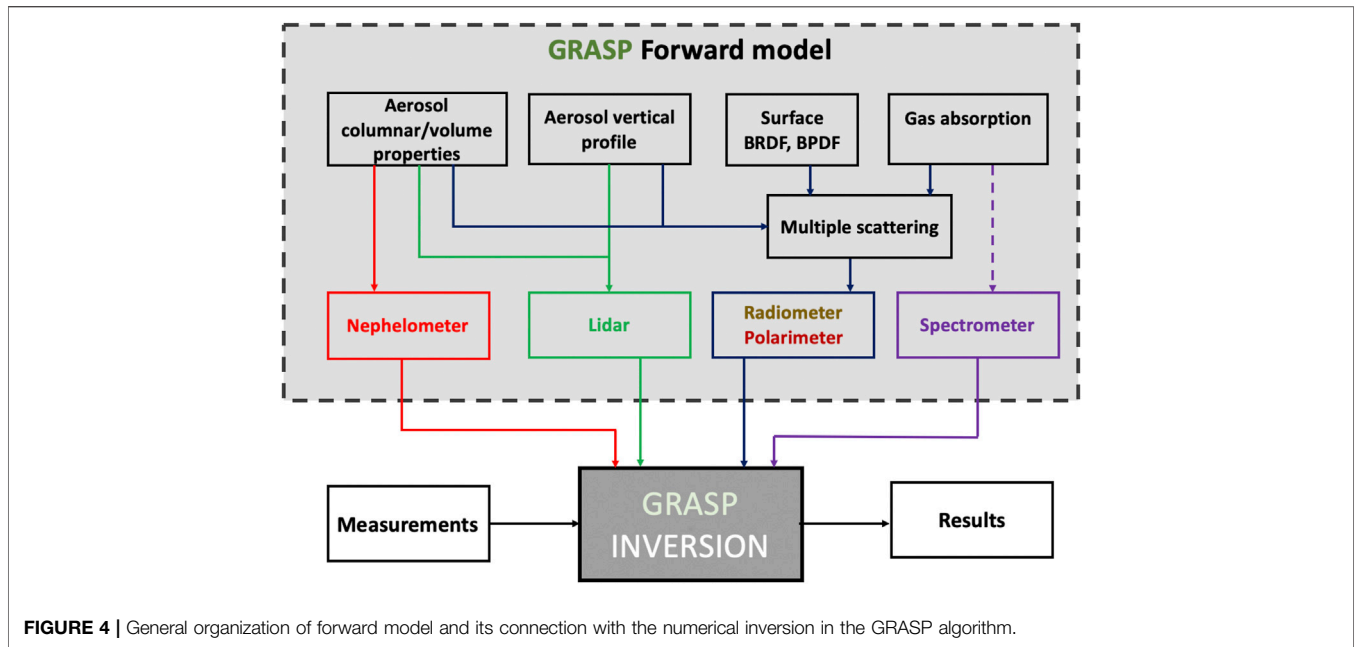 GRASP Forward model
Aerosol
columnar/volume
properties
Aerosol vertical
profile
Surface
BRDF, BPDF
Gas absorption
Multiple scattering
Nephelometer
Lidar
Radiometer
Polarimeter
Spectrometer
Measurements
GRASP
INVERSION
Results
FIGURE 4 | General organization of forward model and its connection with the numerical inversion in the GRASP algorithm.